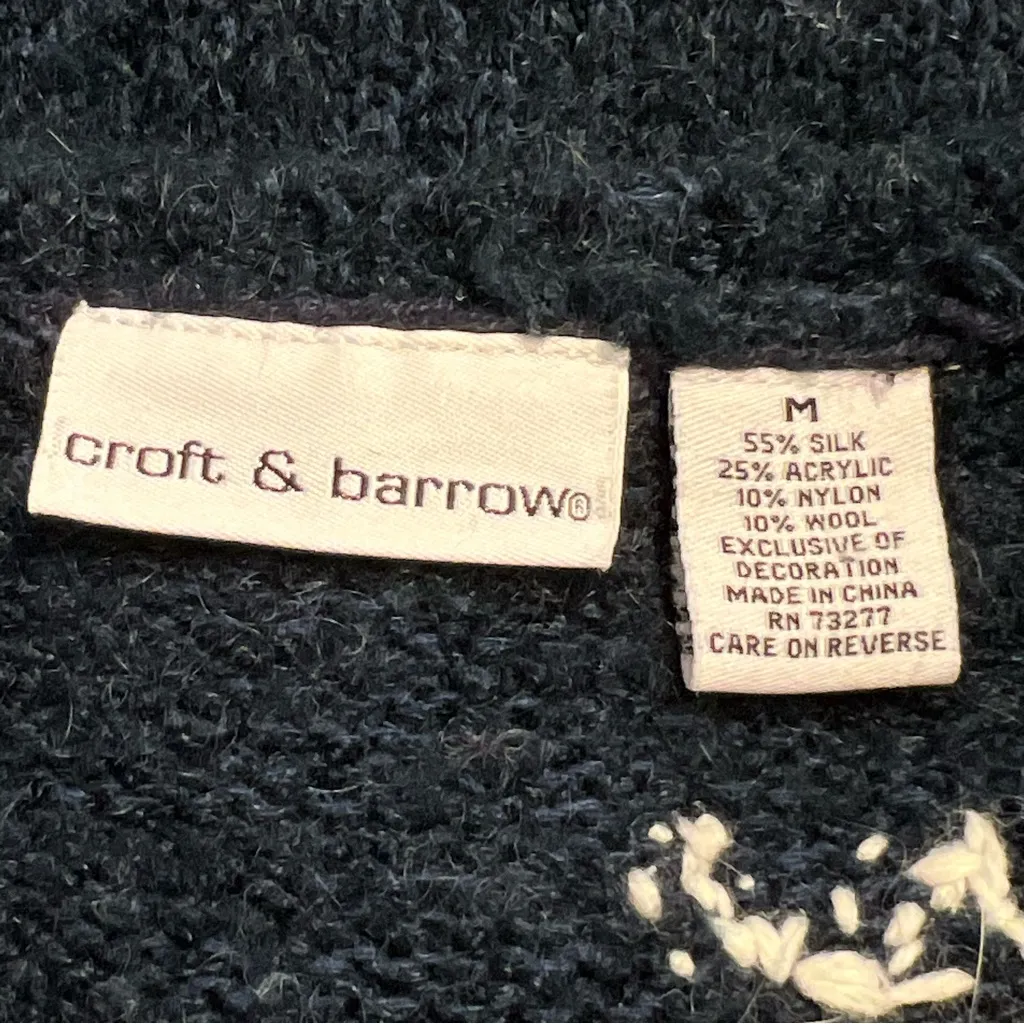 croft & barrow®
M
55% SILK
25% ACRYLIC
10% NYLON
10% WOOL
EXCLUSIVE OF
DECORATION
MADE IN CHINA
RN 73277
CARE ON REVERSE